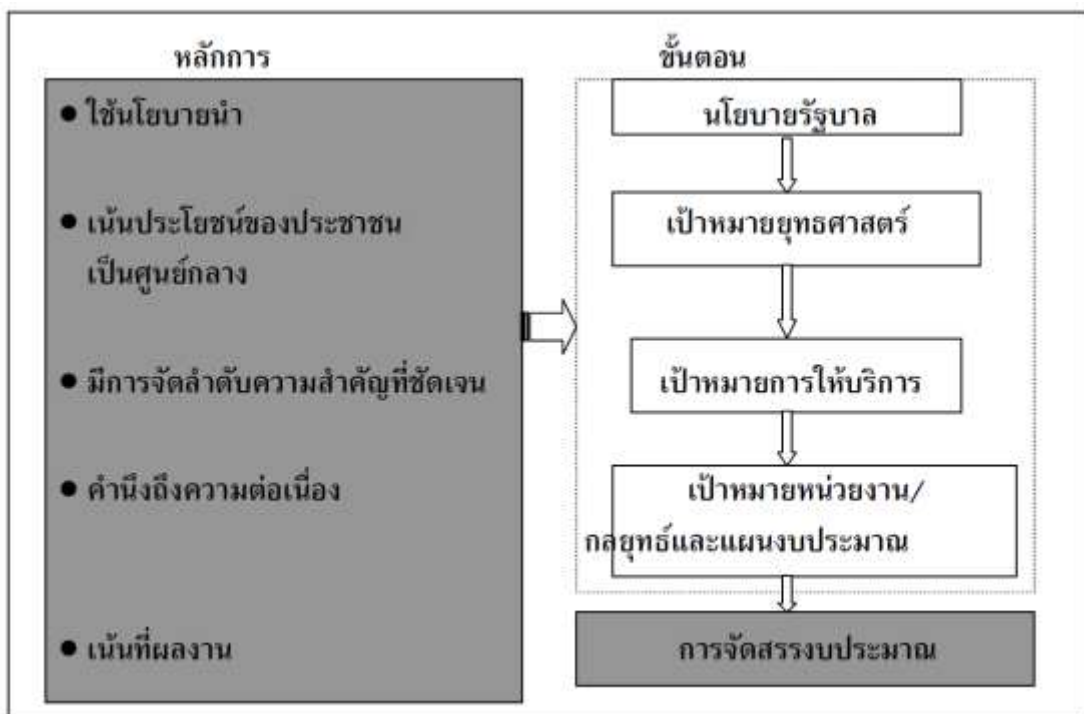 หลักการ
● ใช้นโยบายนำ
● เน้นประโยชน์ของประชาชน
เป็นศูนย์กลาง
● มีการจัดลำดับความสำคัญที่ชัดเจน
● คำนึงถึงความต่อเนื่อง
● เน้นที่ผลงาน
ขั้นตอน
นโยบายรัฐบาล
เป้าหมายยุทธศาสตร์
เป้าหมายการให้บริการ
เป้าหมายหน่วยงาน/
กลยุทธ์และแผนงบประมาณ
การจัดสรรงบประมาณ